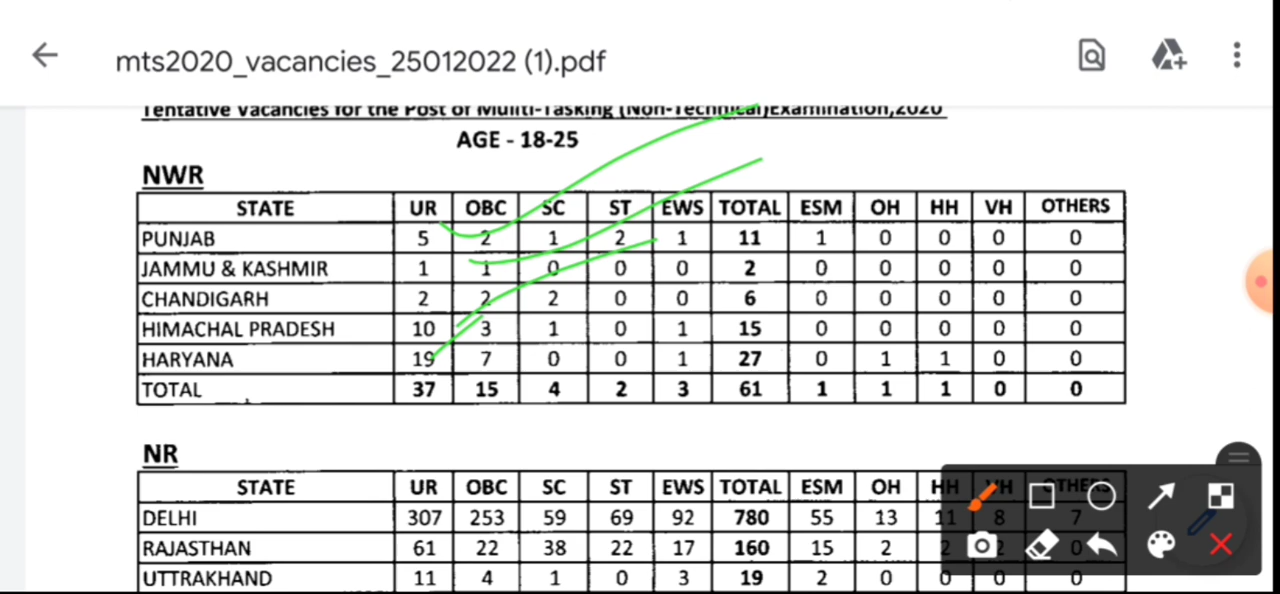 mts2020_vacancies_25012022 (1).pdf
Tentative Vacancies for the Post of Muliti-Tasking (Non-Technical)Examination,2020
AGE - 18-25
NWR
STATE UR OBC SC ST EWS TOTAL ESM OH HH VH OTHERS
PUNJAB 5 2 1 2 1 11 1 0 0 0 0
JAMMU & KASHMIR 1 1 0 0 0 2 0 0 0 0 0
CHANDIGARH 2 2 2 0 0 6 0 0 0 0 0
HIMACHAL PRADESH 10 3 1 0 1 15 0 0 0 0 0
HARYANA 19 7 0 0 1 27 0 1 1 0 0
TOTAL 37 15 4 2 3 61 1 1 1 0 0
NR
STATE UR OBC SC ST EWS TOTAL ESM OH HH VH OTHERS
DELHI 307 253 59 69 92 780 55 13 11 8 7
RAJASTHAN 61 22 38 22 17 160 15 2 2 2 0
UTTRAKHAND 11 4 1 0 3 19 2 0 0 0 0